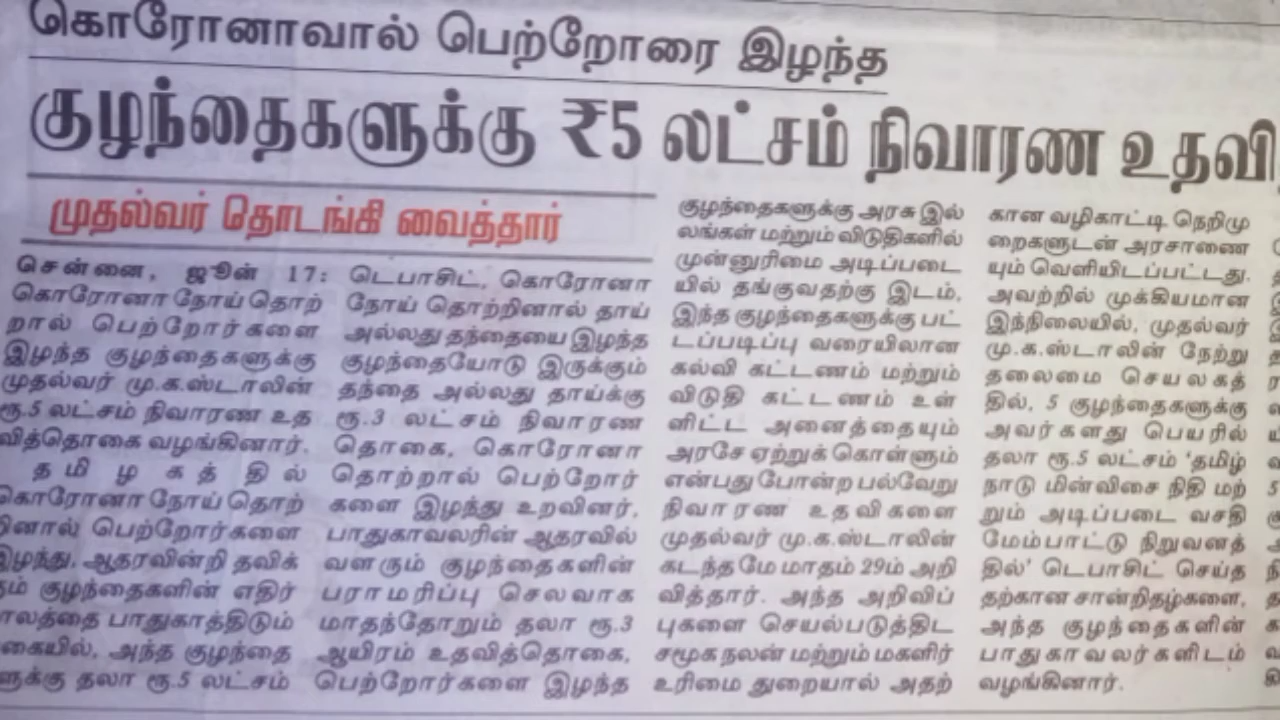 கொரோனாவால் பெற்றோரை இழந்த
குழந்தைகளுக்கு ₹5 லட்சம் நிவாரண உதவி
முதல்வர் தொடங்கி வைத்தார்
சென்னை, ஜூன் 17:
கொரோனா நோய்தொற்
றால் பெற்றோர்களை
இழந்த குழந்தைகளுக்கு
முதல்வர் மு.க.ஸ்டாலின்
ரூ.5 லட்சம் நிவாரண உத
வித்தொகை வழங்கினார்.
தமிழகத்தில்
கொரோனா நோய்தொற்
றினால் பெற்றோர்களை
இழந்து, ஆதரவின்றி தவிக்
கும் குழந்தைகளின் எதிர்
காலத்தை பாதுகாத்திடும்
வகையில், அந்த குழந்தை
களுக்கு தலா ரூ.5 லட்சம்
டெபாசிட், கொரோனா
நோய் தொற்றினால் தாய்
அல்லது தந்தையை இழந்த
குழந்தையோடு இருக்கும்
தந்தை அல்லது தாய்க்கு
ரூ.3 லட்சம் நிவாரண
தொகை, கொரோனா
தொற்றால் பெற்றோர்
களை இழந்து உறவினர்,
பாதுகாவலரின் ஆதரவில்
வளரும் குழந்தைகளின்
பராமரிப்பு செலவாக
மாதந்தோறும் தலா ரூ.3
ஆயிரம் உதவித்தொகை,
பெற்றோர்களை இழந்த
குழந்தைகளுக்கு அரசு இல்
லங்கள் மற்றும் விடுதிகளில்
முன்னுரிமை அடிப்படை
யில் தங்குவதற்கு இடம்,
இந்த குழந்தைகளுக்கு பட்
டப்படிப்பு வரையிலான
கல்வி கட்டணம் மற்றும்
விடுதி கட்டணம் உள்
ளிட்ட அனைத்தையும்
அரசே ஏற்றுக் கொள்ளும்
என்பது போன்ற பல்வேறு
நிவாரண உதவிகளை
முதல்வர் மு.க.ஸ்டாலின்
கடந்த மே மாதம் 29ம் அறி
வித்தார். அந்த அறிவிப்
புகளை செயல்படுத்திட
சமூக நலன் மற்றும் மகளிர்
உரிமை துறையால் அதற்
கான வழிகாட்டி நெறிமு
றைகளுடன் அரசாணை
யும் வெளியிடப்பட்டது.
அவற்றில் முக்கியமான
இந்நிலையில், முதல்வர்
மு.க.ஸ்டாலின் நேற்று
தலைமை செயலகத்
தில், 5 குழந்தைகளுக்கு
அவர்களது பெயரில்
தலா ரூ.5 லட்சம் 'தமிழ்
நாடு மின்விசை நிதி மற்
றும் அடிப்படை வசதி
மேம்பாட்டு நிறுவனத்
தில்' டெபாசிட் செய்த
தற்கான சான்றிதழ்களை,
அந்த குழந்தைகளின்
பாதுகாவலர்களிடம்
வழங்கினார்.